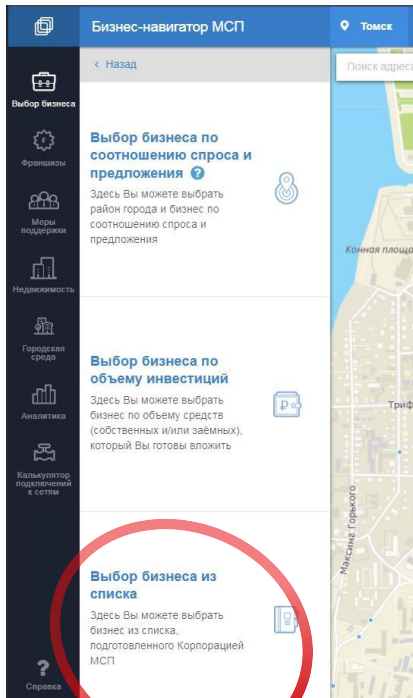 Бизнес-навигатор МСП
Томск
< Назад
Поиск адреса
Выбор бизнеса
Франшизы
Меры
поддержки
Недвижимость
Городская
среда
Аналитика
Калькулятор
подключений
к сетям
?
Справка
Выбор бизнеса по
соотношению спроса и
предложения ?
Здесь Вы можете выбрать
район города и бизнес по
соотношению спроса и
предложения
Выбор бизнеса по
объему инвестиций
Здесь Вы можете выбрать
бизнес по объему средств
(собственных и/или заёмных),
который Вы готовы вложить
Выбор бизнеса из
списка
Здесь Вы можете выбрать
бизнес из списка,
подготовленного Корпорацией
МСП
Конная площа
Триф
Максима Горького